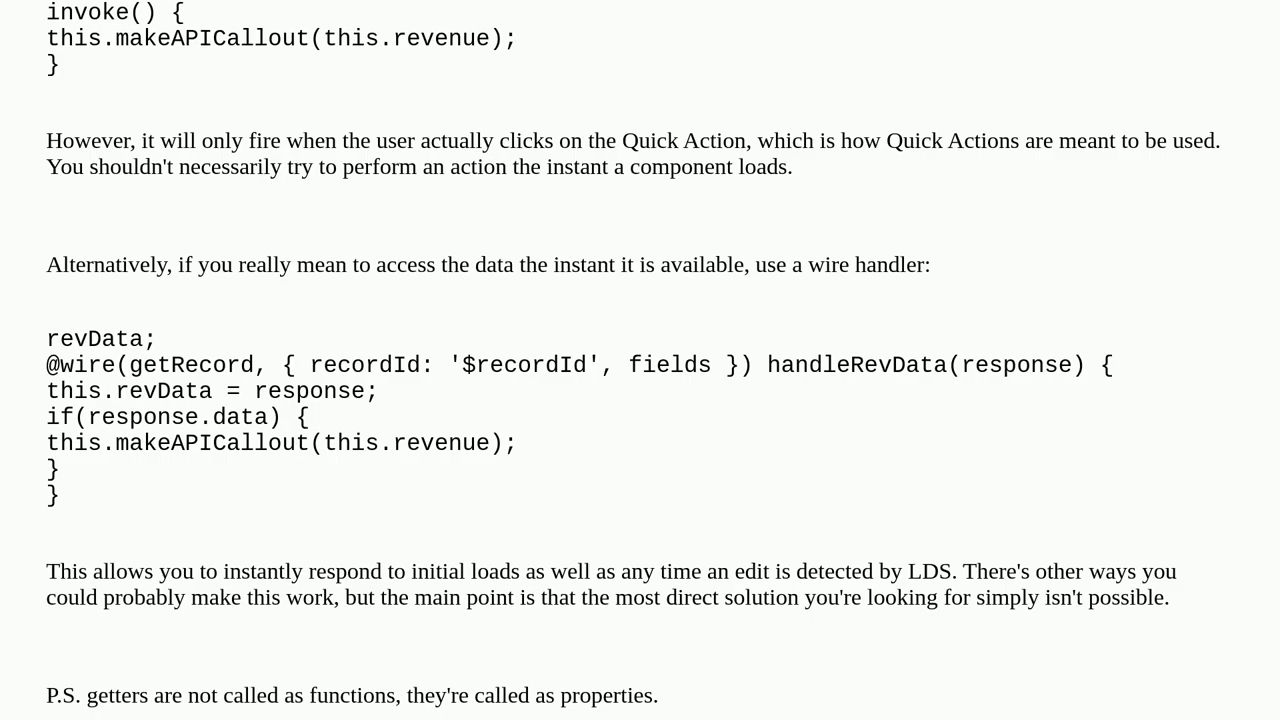 invoke() {
this.makeAPICallout(this.revenue);
}
However, it will only fire when the user actually clicks on the Quick Action, which is how Quick Actions are meant to be used.
You shouldn't necessarily try to perform an action the instant a component loads.
Alternatively, if you really mean to access the data the instant it is available, use a wire handler:
revData;
@wire(getRecord, { recordId: '$recordId', fields }) handleRevData(response) {
this.revData = response;
if(response.data) {
this.makeAPICallout(this.revenue);
}
}
This allows you to instantly respond to initial loads as well as any time an edit is detected by LDS. There's other ways you
could probably make this work, but the main point is that the most direct solution you're looking for simply isn't possible.
P.S. getters are not called as functions, they're called as properties.